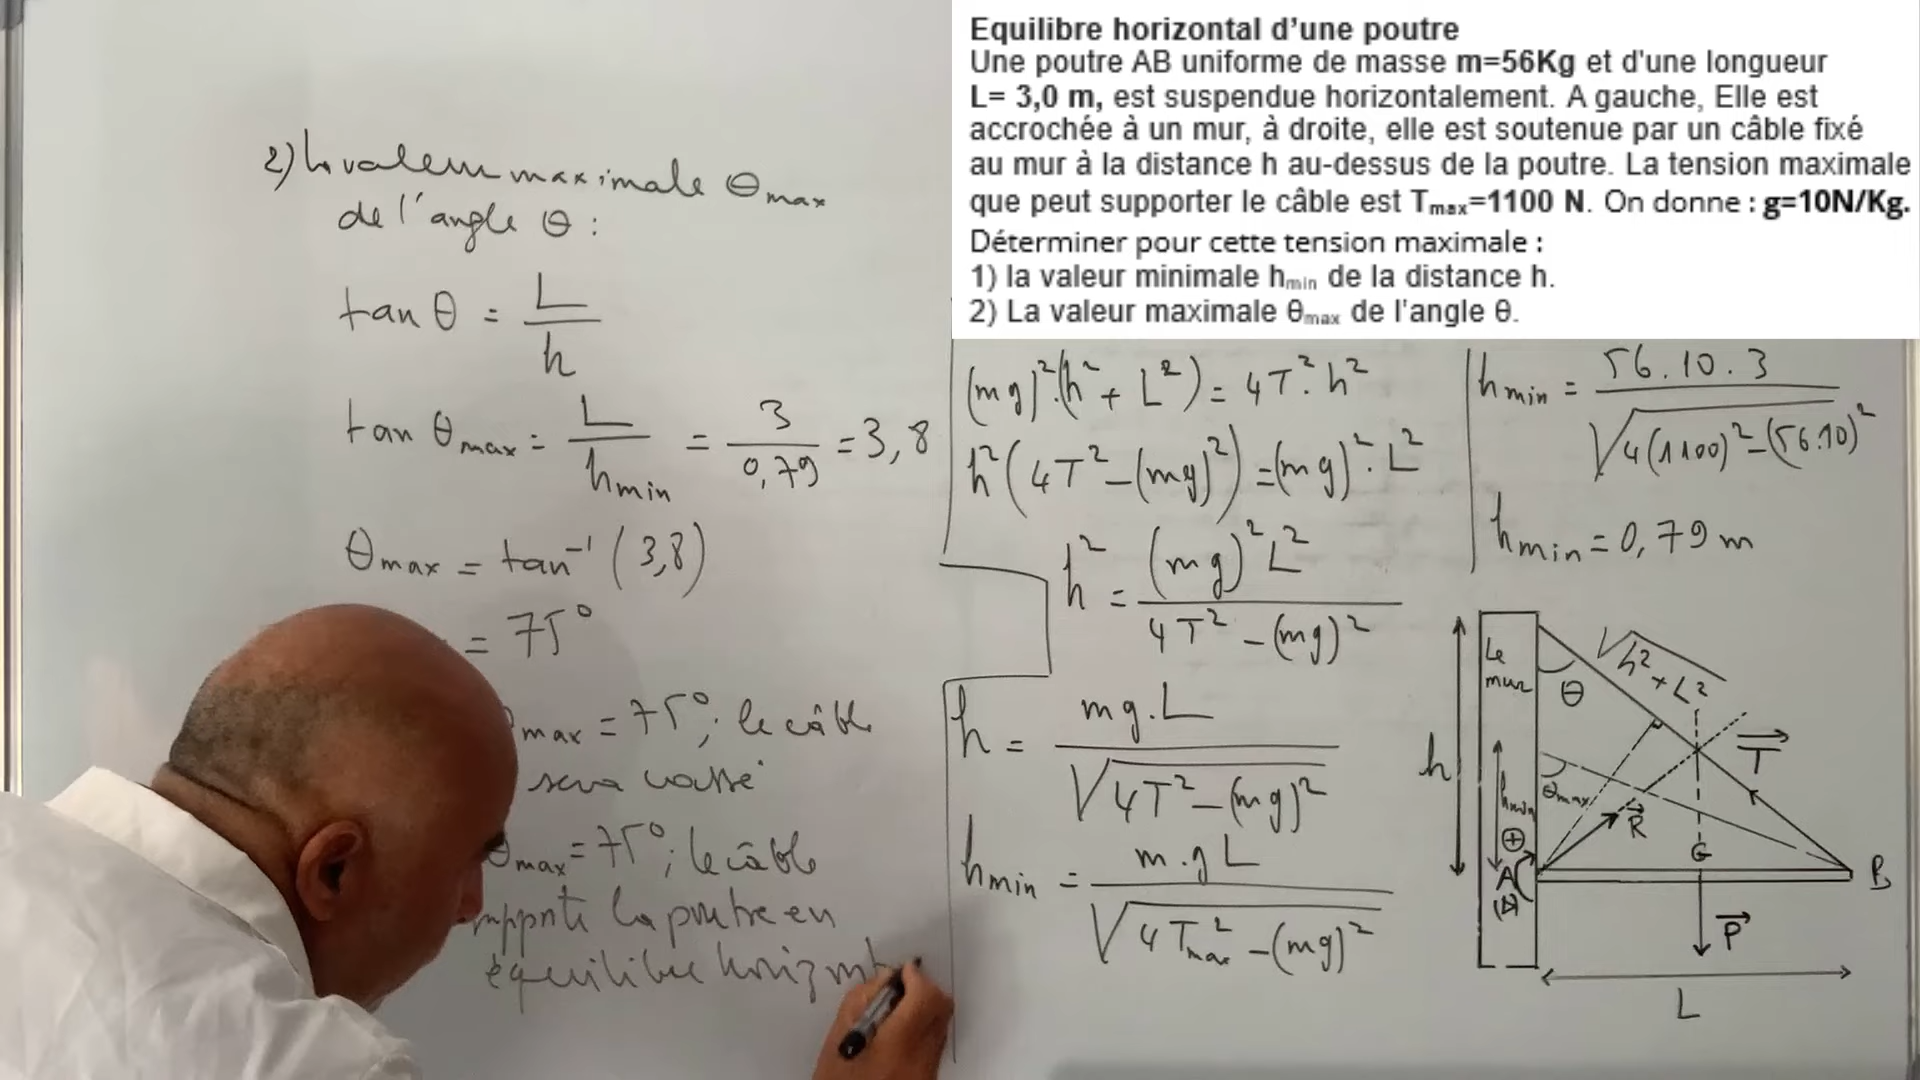 Equilibre horizontal d’une poutre
Une poutre AB uniforme de masse m=56Kg et d'une longueur
L= 3,0 m, est suspendue horizontalement. A gauche, Elle est
accrochée à un mur, à droite, elle est soutenue par un câble fixé
au mur à la distance h au-dessus de la poutre. La tension maximale
que peut supporter le câble est Tmax=1100 N. On donne : g=10N/Kg.
Déterminer pour cette tension maximale :
1) la valeur minimale hmin de la distance h.
2) La valeur maximale θmax de l'angle θ.
2) La valeur maximale θmax
de l'angle θ :
tan θ = L/h
tan θmax = L/hmin = 3/0,79 = 3,8
θmax = tan⁻¹ (3,8)
= 75°
max = 75° ; le câble
sera cassé
θmax = 75° ; le câble
supporte la poutre en
équilibre horizont
(mg)².(h² + L²) = 4T².h²
h²(4T² - (mg)²) = (mg)².L²
h² = (mg)²L² / (4T² - (mg)²)
h = mg.L / √(4T² - (mg)²)
hmin = m.gL / √(4Tmax² - (mg)²)
hmin = 56.10.3 / √(4(1100)² - (56.10)²)
hmin = 0,79 m
Le
mur
θ
√h² + L²
T
h
hmin
θmax
R
⊕
A
(Δ)
G
B
P
L